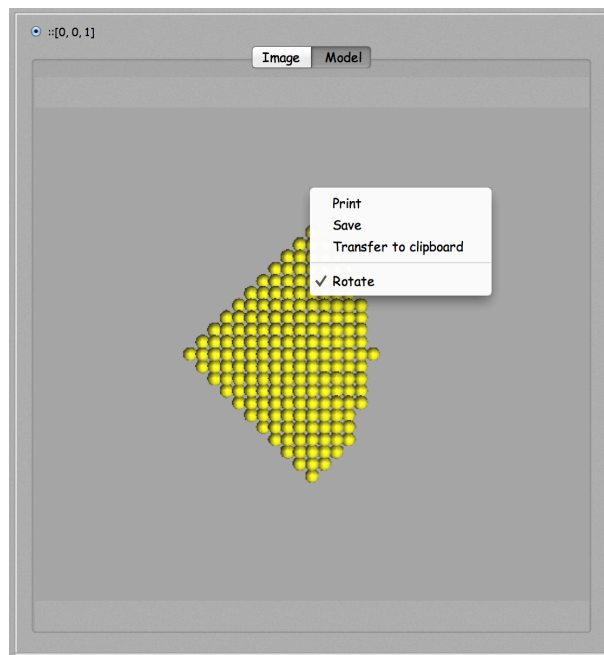 ::[0, 0, 1]
Image Model
Print
Save
Transfer to clipboard
✓ Rotate